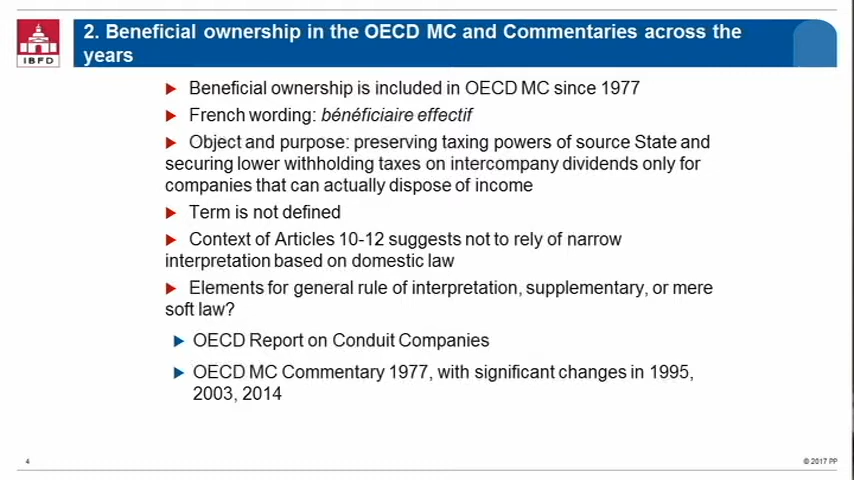 2. Beneficial ownership in the OECD MC and Commentaries across the
years
IBFD
► Beneficial ownership is included in OECD MC since 1977
► French wording: bénéficiaire effectif
► Object and purpose: preserving taxing powers of source State and
securing lower withholding taxes on intercompany dividends only for
companies that can actually dispose of income
► Term is not defined
► Context of Articles 10-12 suggests not to rely of narrow
interpretation based on domestic law
► Elements for general rule of interpretation, supplementary, or mere
soft law?
► OECD Report on Conduit Companies
► OECD MC Commentary 1977, with significant changes in 1995,
2003, 2014
4
© 2017 PP